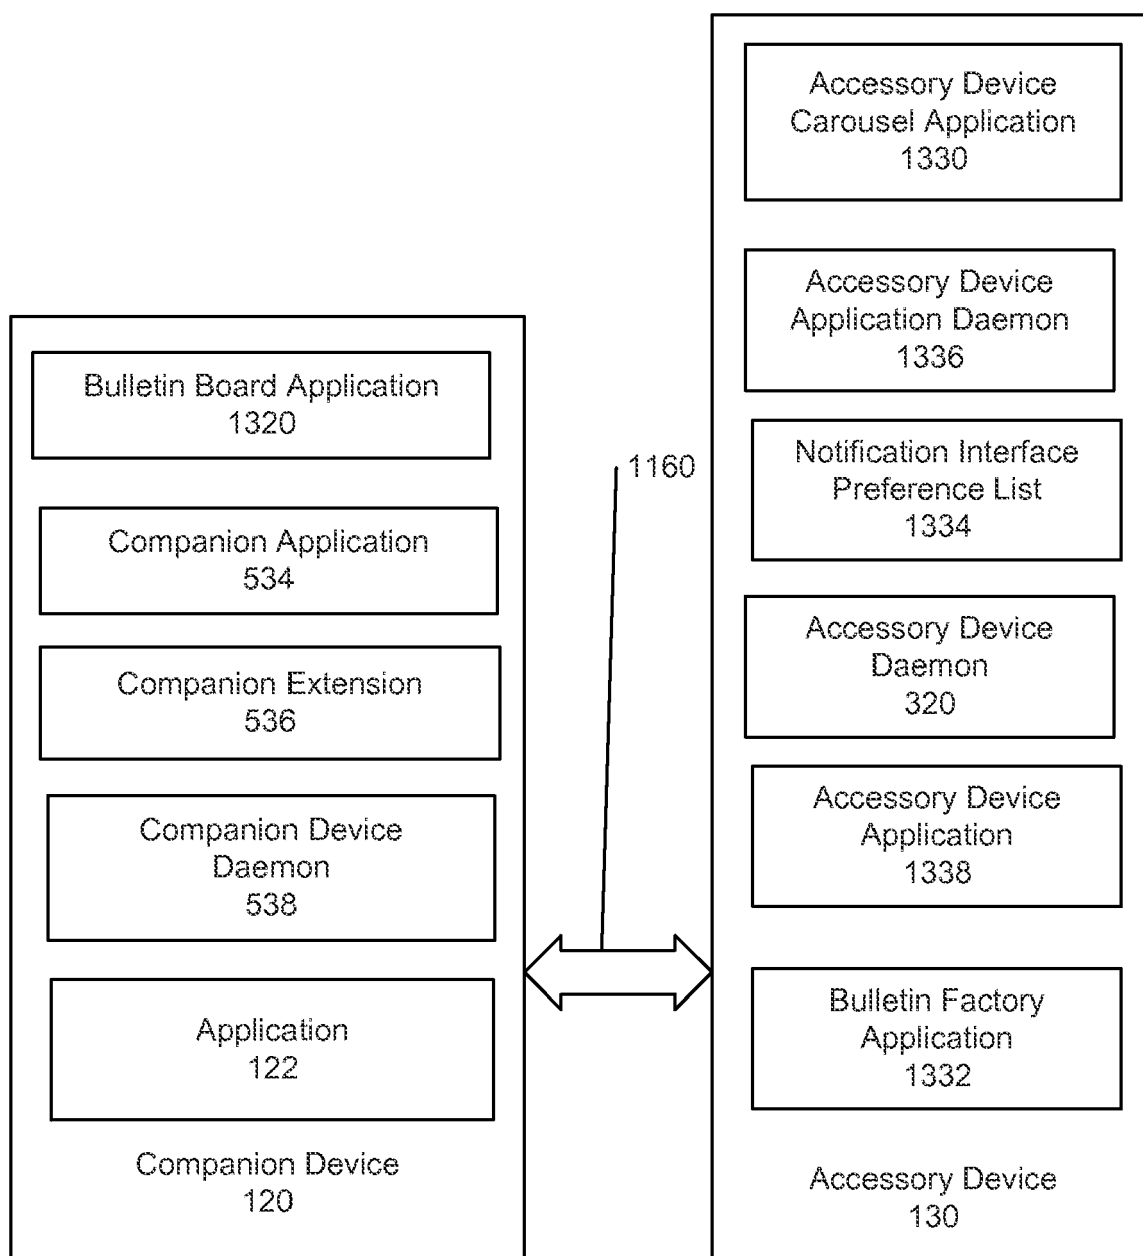 Bulletin Board Application
1320
Companion Application
534
Companion Extension
536
Companion Device
Daemon
538
Application
122
Companion Device
120
1160
Accessory Device
Carousel Application
1330
Accessory Device
Application Daemon
1336
Notification Interface
Preference List
1334
Accessory Device
Daemon
320
Accessory Device
Application
1338
Bulletin Factory
Application
1332
Accessory Device
130